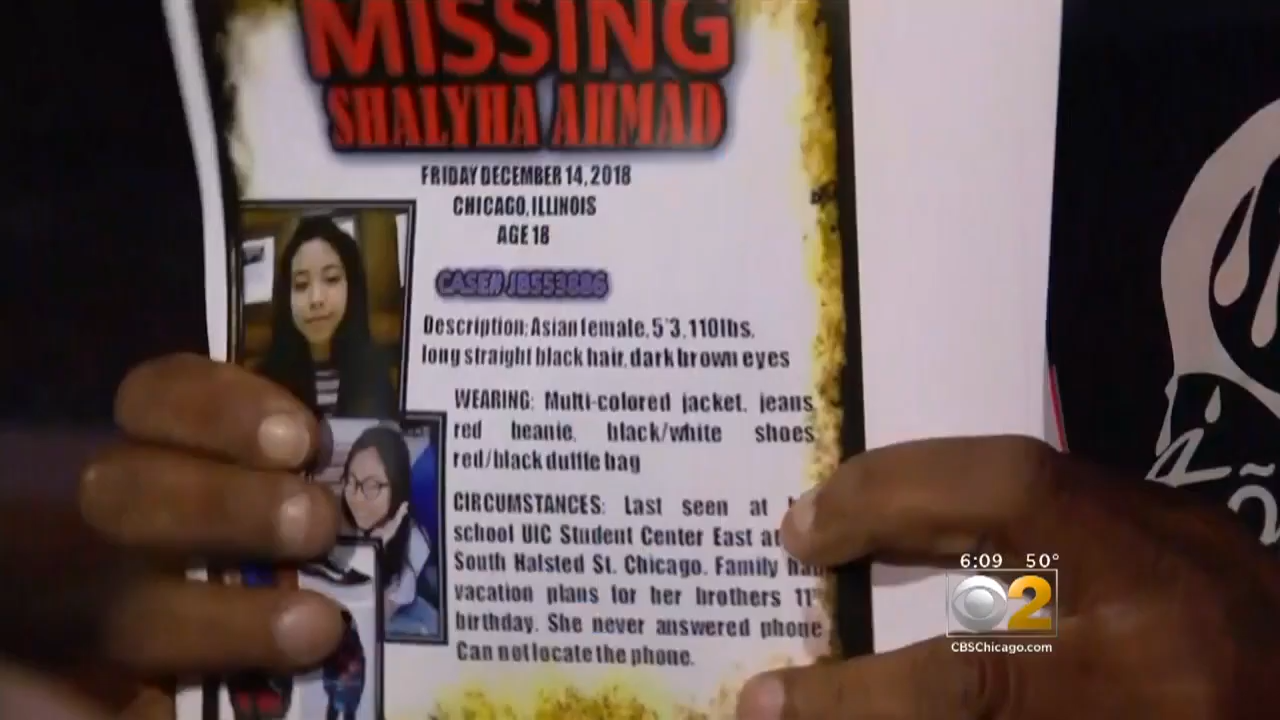 MISSING
SHALYHA AHMAD
FRIDAY DECEMBER 14, 2018
CHICAGO, ILLINOIS
AGE 18
CASE# JB553886
Description: Asian female, 5'3, 110lbs,
long straight black hair, dark brown eyes
WEARING: Multi-colored jacket, jeans,
red beanie, black/white shoes,
red/black duffle bag
CIRCUMSTANCES: Last seen at
school UIC Student Center East at
South Halsted St. Chicago. Family
vacation plans for her brothers 11th
birthday. She never answered phone
Can not locate the phone.
6:09 50°
2
CBSChicago.com